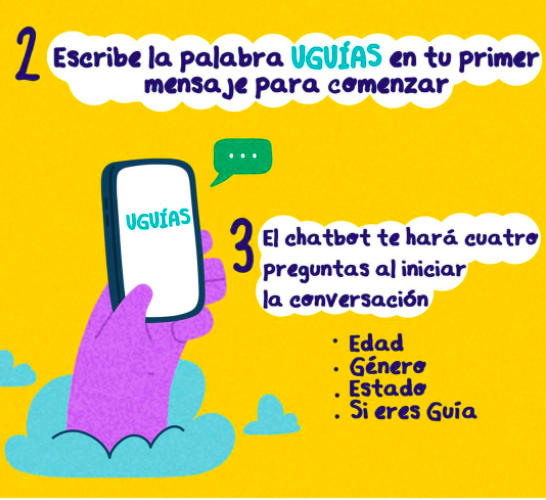 2 Escribe la palabra UGUÍAS en tu primer
mensaje para comenzar
UGUÍAS
3 El chatbot te hará cuatro
preguntas al iniciar
la conversación
· Edad
· Género
. Estado
. Si eres Guía